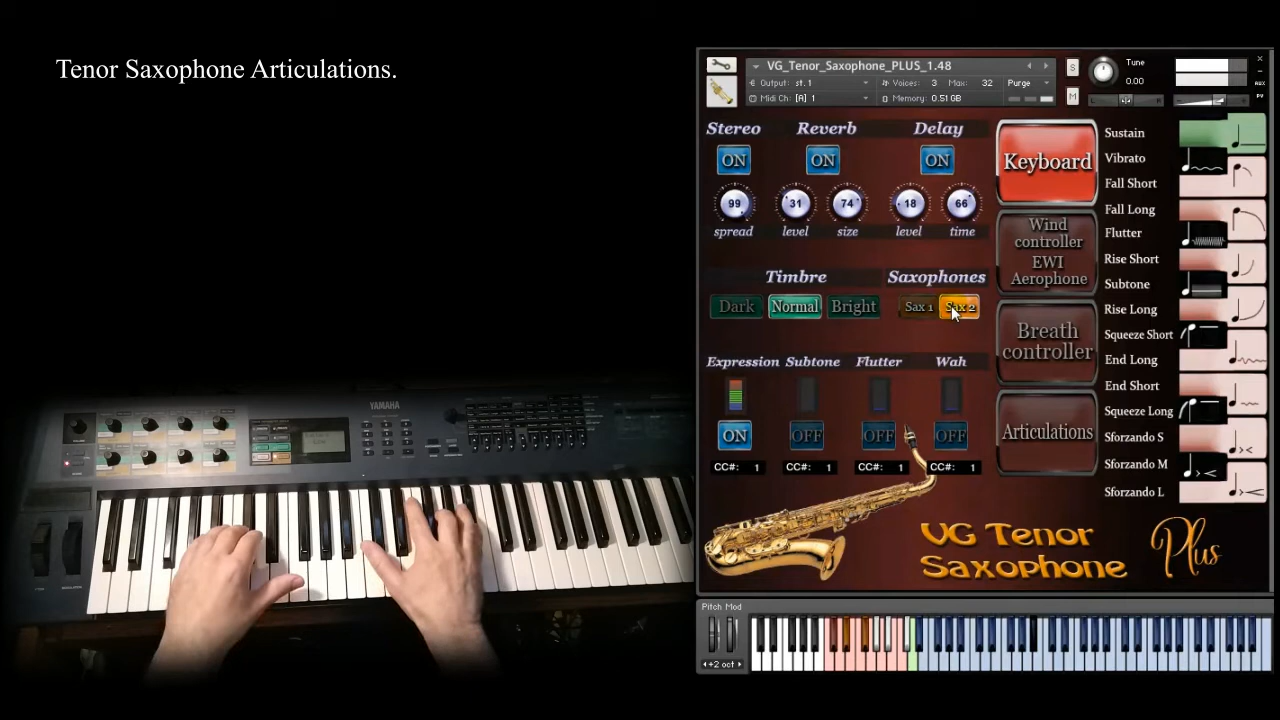 Tenor Saxophone Articulations.
VG_Tenor_Saxophone_PLUS_1.48
Output: st.1 Voices: 3 Max: 32 Purge
Midi Ch: [A] 1 Memory: 0.51 GB
S
M
Tune
0.00
L R
AUX
PV
Stereo Reverb Delay
ON ON ON
99 31 74 18 66
spread level size level time
Timbre Saxophones
Dark Normal Bright Sax 1 Sax 2
Expression Subtone Flutter Wah
ON OFF OFF OFF
CC#: 1 CC#: 1 CC#: 1 CC#: 1
Keyboard
Wind
controller
EWI
Aerophone
Breath
controller
Articulations
Sustain
Vibrato
Fall Short
Fall Long
Flutter
Rise Short
Subtone
Rise Long
Squeeze Short
End Long
End Short
Squeeze Long
Sforzando S
Sforzando M
Sforzando L
VG Tenor
Saxophone
Plus
Pitch Mod
+2 oct
YAMAHA